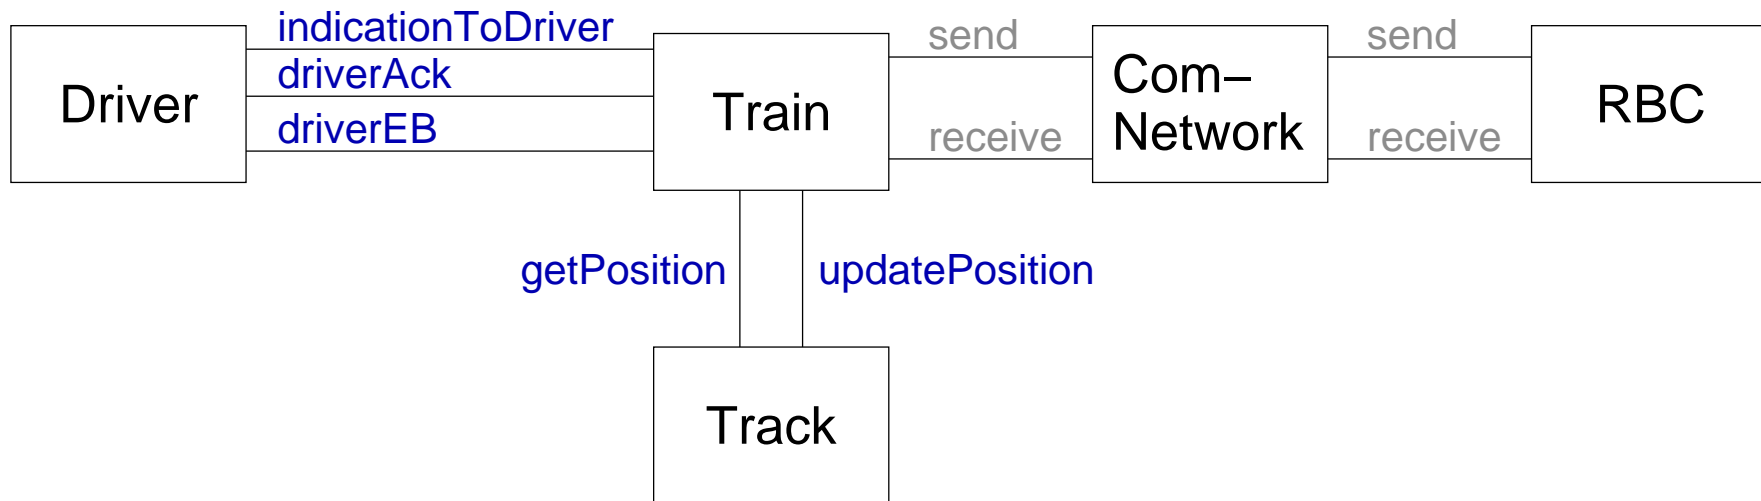 indicationToDriver
driverAck
driverEB
Driver
Train
send
receive
Com–
Network
send
receive
RBC
getPosition
updatePosition
Track